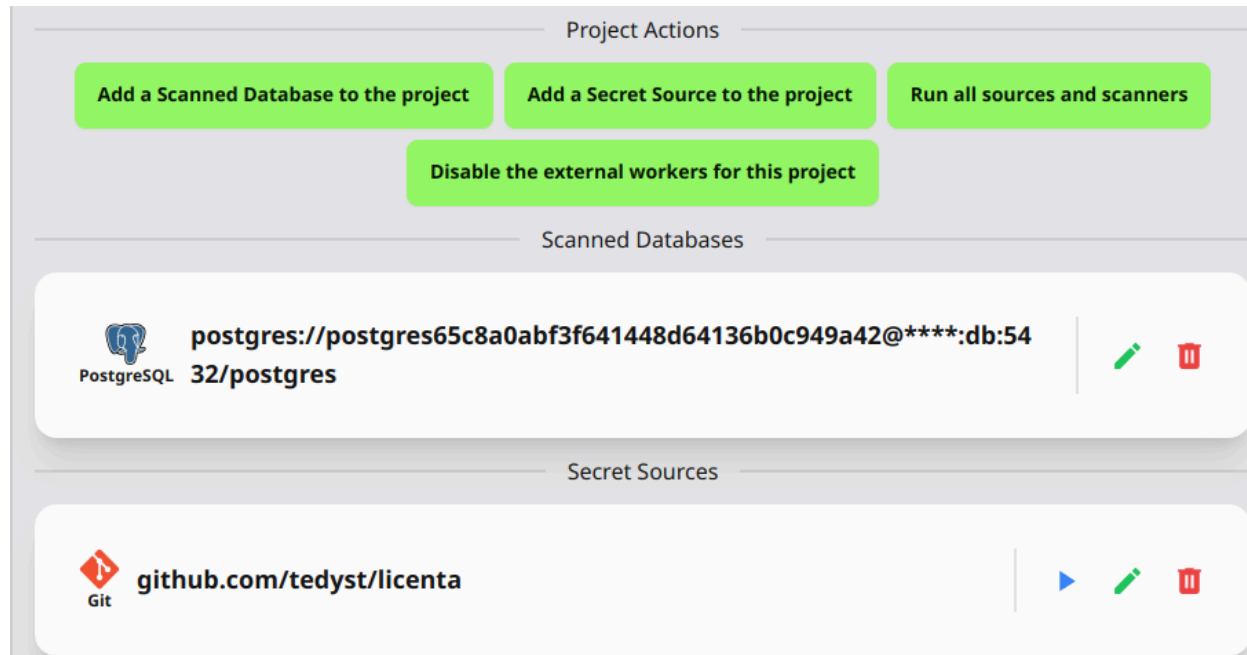 Project Actions
Add a Scanned Database to the project
Add a Secret Source to the project
Run all sources and scanners
Disable the external workers for this project
Scanned Databases
postgres://postgres65c8a0abf3f641448d64136b0c949a42@****:db:54
PostgreSQL 32/postgres
Secret Sources
github.com/tedyst/licenta
Git